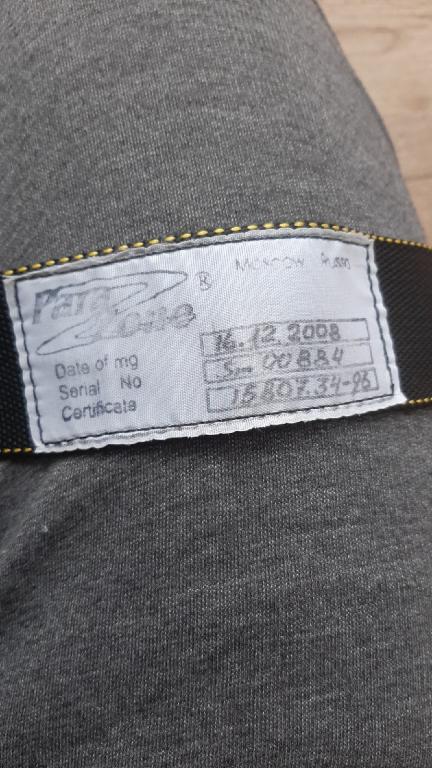 Moscow Russia
Para
Zone ®
Date of mg 16.12.2008
Serial No S- 00884
Certificate 15807.34-96